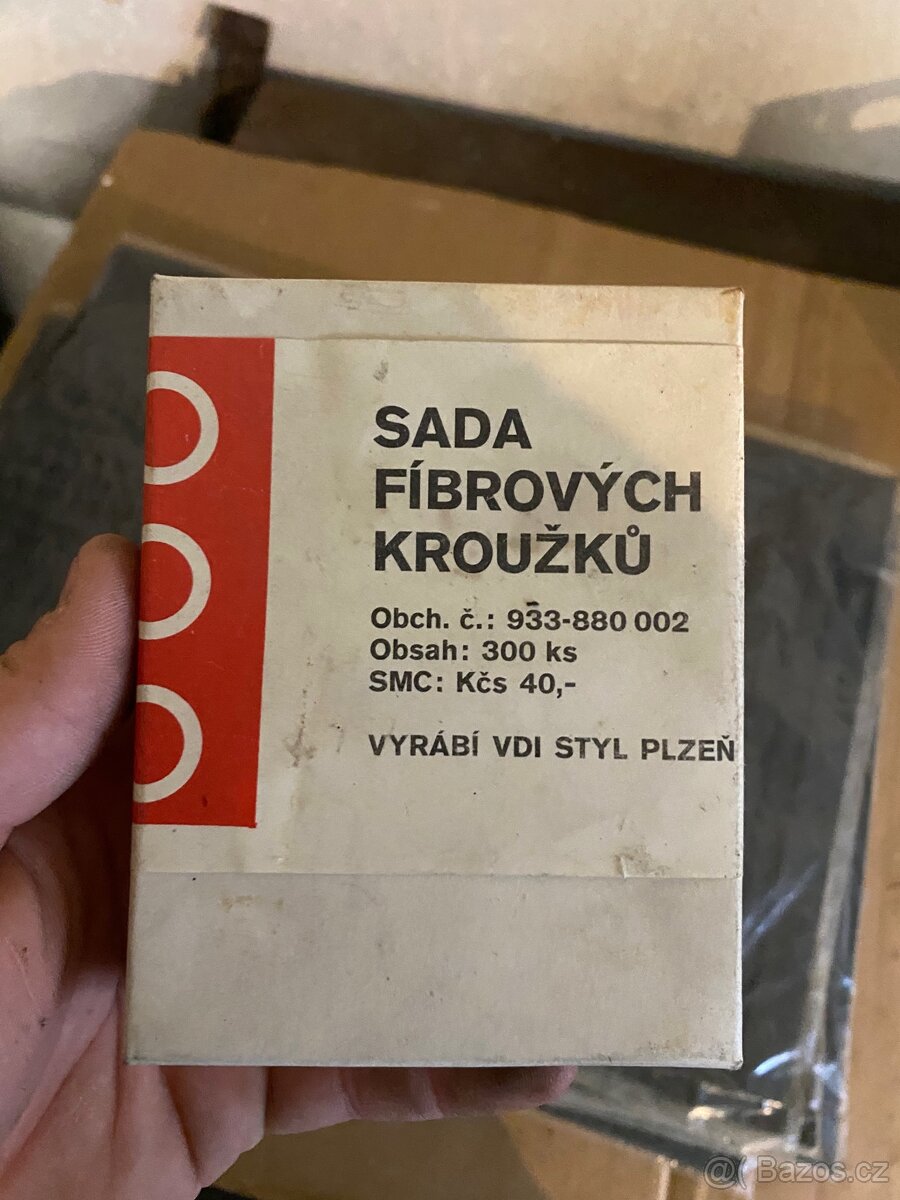 SADA
FÍBROVÝCH
KROUŽKŮ
Obch. č.: 933-880 002
Obsah: 300 ks
SMC: Kčs 40,-
VYRÁBÍ VDI STYL PLZEŇ
@( Bazos.cz